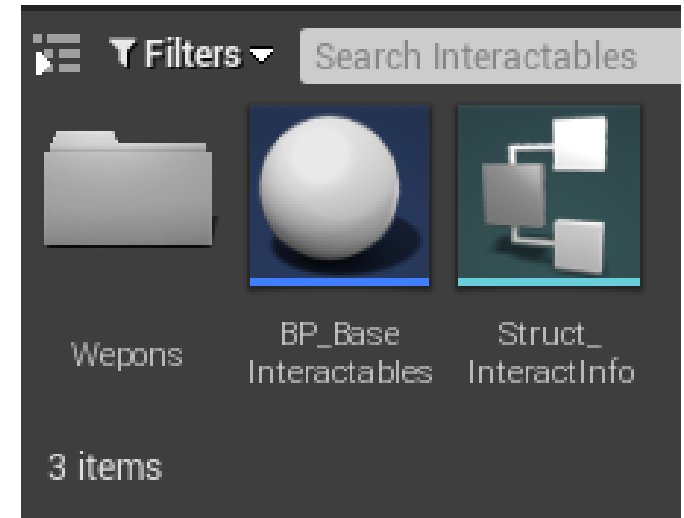 Filters
Search Interactables
Wepons
BP_Base
Interactables
Struct_
InteractInfo
3 items